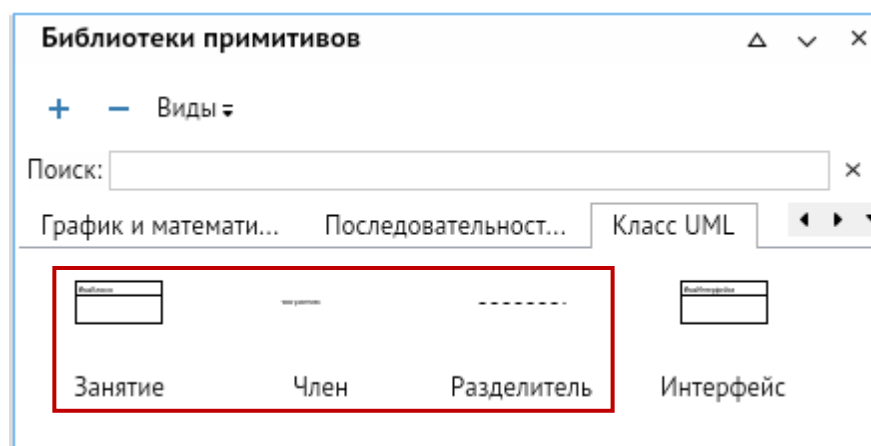 Библиотеки примитивов
Виды
Поиск:
График и математи... Последовательност... Класс UML
Занятие Член Разделитель Интерфейс